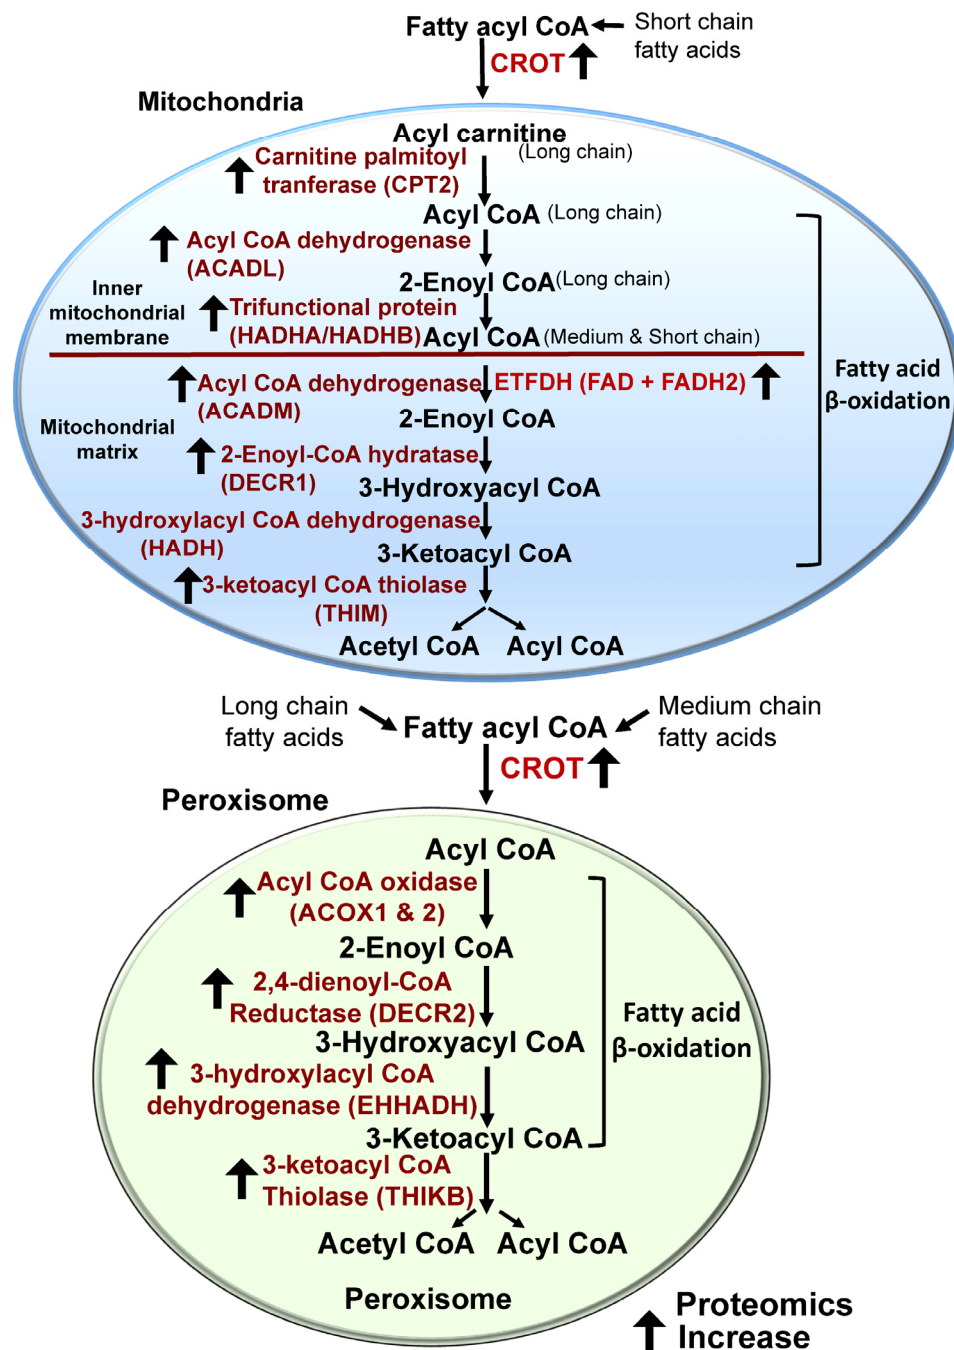 Fatty acyl CoA
Short chain
fatty acids
CROT
Mitochondria
Acyl carnitine
(Long chain)
Carnitine palmitoyl
tranferase (CPT2)
Acyl CoA (Long chain)
Acyl CoA dehydrogenase
(ACADL)
2-Enoyl CoA (Long chain)
Inner
mitochondrial
membrane
Trifunctional protein
(HADHA/HADHB)
Acyl CoA (Medium & Short chain)
Fatty acid
β-oxidation
Acyl CoA dehydrogenase
(ACADM)
ETFDH (FAD + FADH2)
2-Enoyl CoA
Mitochondrial
matrix
2-Enoyl-CoA hydratase
(DECR1)
3-Hydroxyacyl CoA
3-hydroxylacyl CoA dehydrogenase
(HADH)
3-Ketoacyl CoA
3-ketoacyl CoA thiolase
(THIM)
Acetyl CoA Acyl CoA
Long chain
fatty acids
Fatty acyl CoA
Medium chain
fatty acids
CROT
Peroxisome
Acyl CoA
Acyl CoA oxidase
(ACOX1 & 2)
2-Enoyl CoA
2,4-dienoyl-CoA
Reductase (DECR2)
Fatty acid
β-oxidation
3-Hydroxyacyl CoA
3-hydroxylacyl CoA
dehydrogenase (EHHADH)
3-Ketoacyl CoA
3-ketoacyl CoA
Thiolase (THIKB)
Acetyl CoA Acyl CoA
Peroxisome
Proteomics
Increase